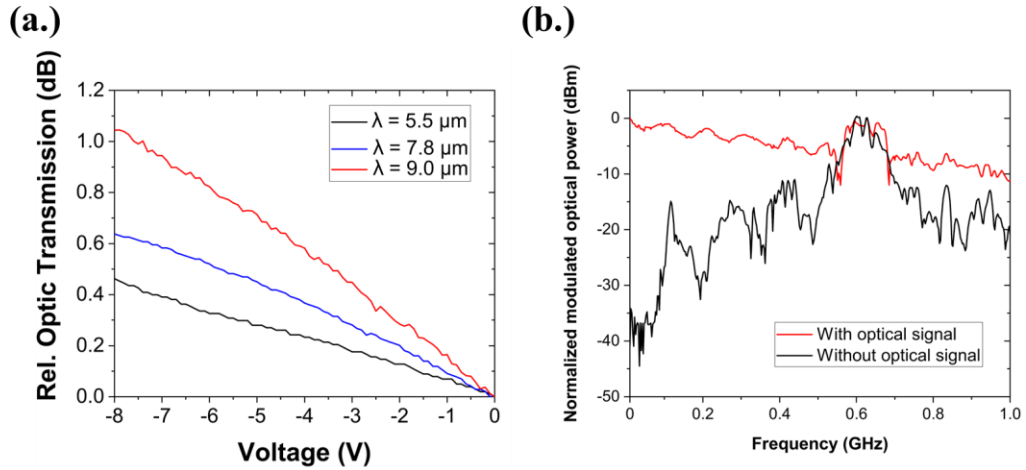 (a.)
Rel. Optic Transmission (dB)
1.2
1.0
0.8
0.6
0.4
0.2
0.0
λ = 5.5 μm
λ = 7.8 μm
λ = 9.0 μm
-8 -7 -6 -5 -4 -3 -2 -1 0
Voltage (V)
(b.)
Normalized modulated optical power (dBm)
0
-10
-20
-30
-40
-50
With optical signal
Without optical signal
0 0.2 0.4 0.6 0.8 1.0
Frequency (GHz)